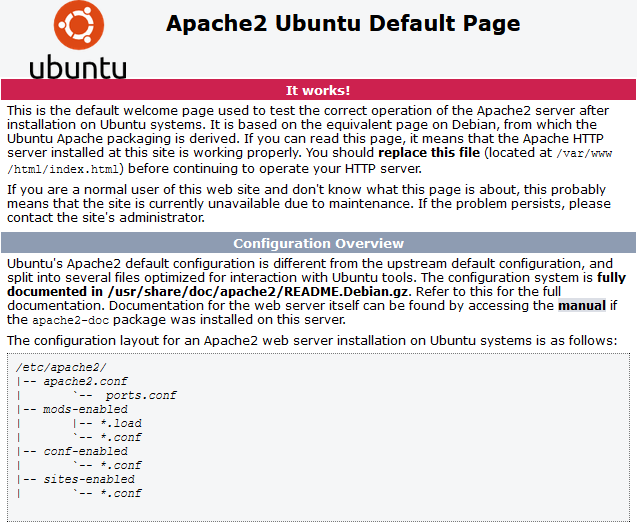 Apache2 Ubuntu Default Page
ubuntu
It works!
This is the default welcome page used to test the correct operation of the Apache2 server after
installation on Ubuntu systems. It is based on the equivalent page on Debian, from which the
Ubuntu Apache packaging is derived. If you can read this page, it means that the Apache HTTP
server installed at this site is working properly. You should replace this file (located at /var/www
/html/index.html) before continuing to operate your HTTP server.
If you are a normal user of this web site and don't know what this page is about, this probably
means that the site is currently unavailable due to maintenance. If the problem persists, please
contact the site's administrator.
Configuration Overview
Ubuntu's Apache2 default configuration is different from the upstream default configuration, and
split into several files optimized for interaction with Ubuntu tools. The configuration system is fully
documented in /usr/share/doc/apache2/README.Debian.gz. Refer to this for the full
documentation. Documentation for the web server itself can be found by accessing the manual if
the apache2-doc package was installed on this server.
The configuration layout for an Apache2 web server installation on Ubuntu systems is as follows:
/etc/apache2/
|-- apache2.conf
|       `--  ports.conf
|-- mods-enabled
|       |-- *.load
|       `-- *.conf
|-- conf-enabled
|       `-- *.conf
|-- sites-enabled
|       `-- *.conf